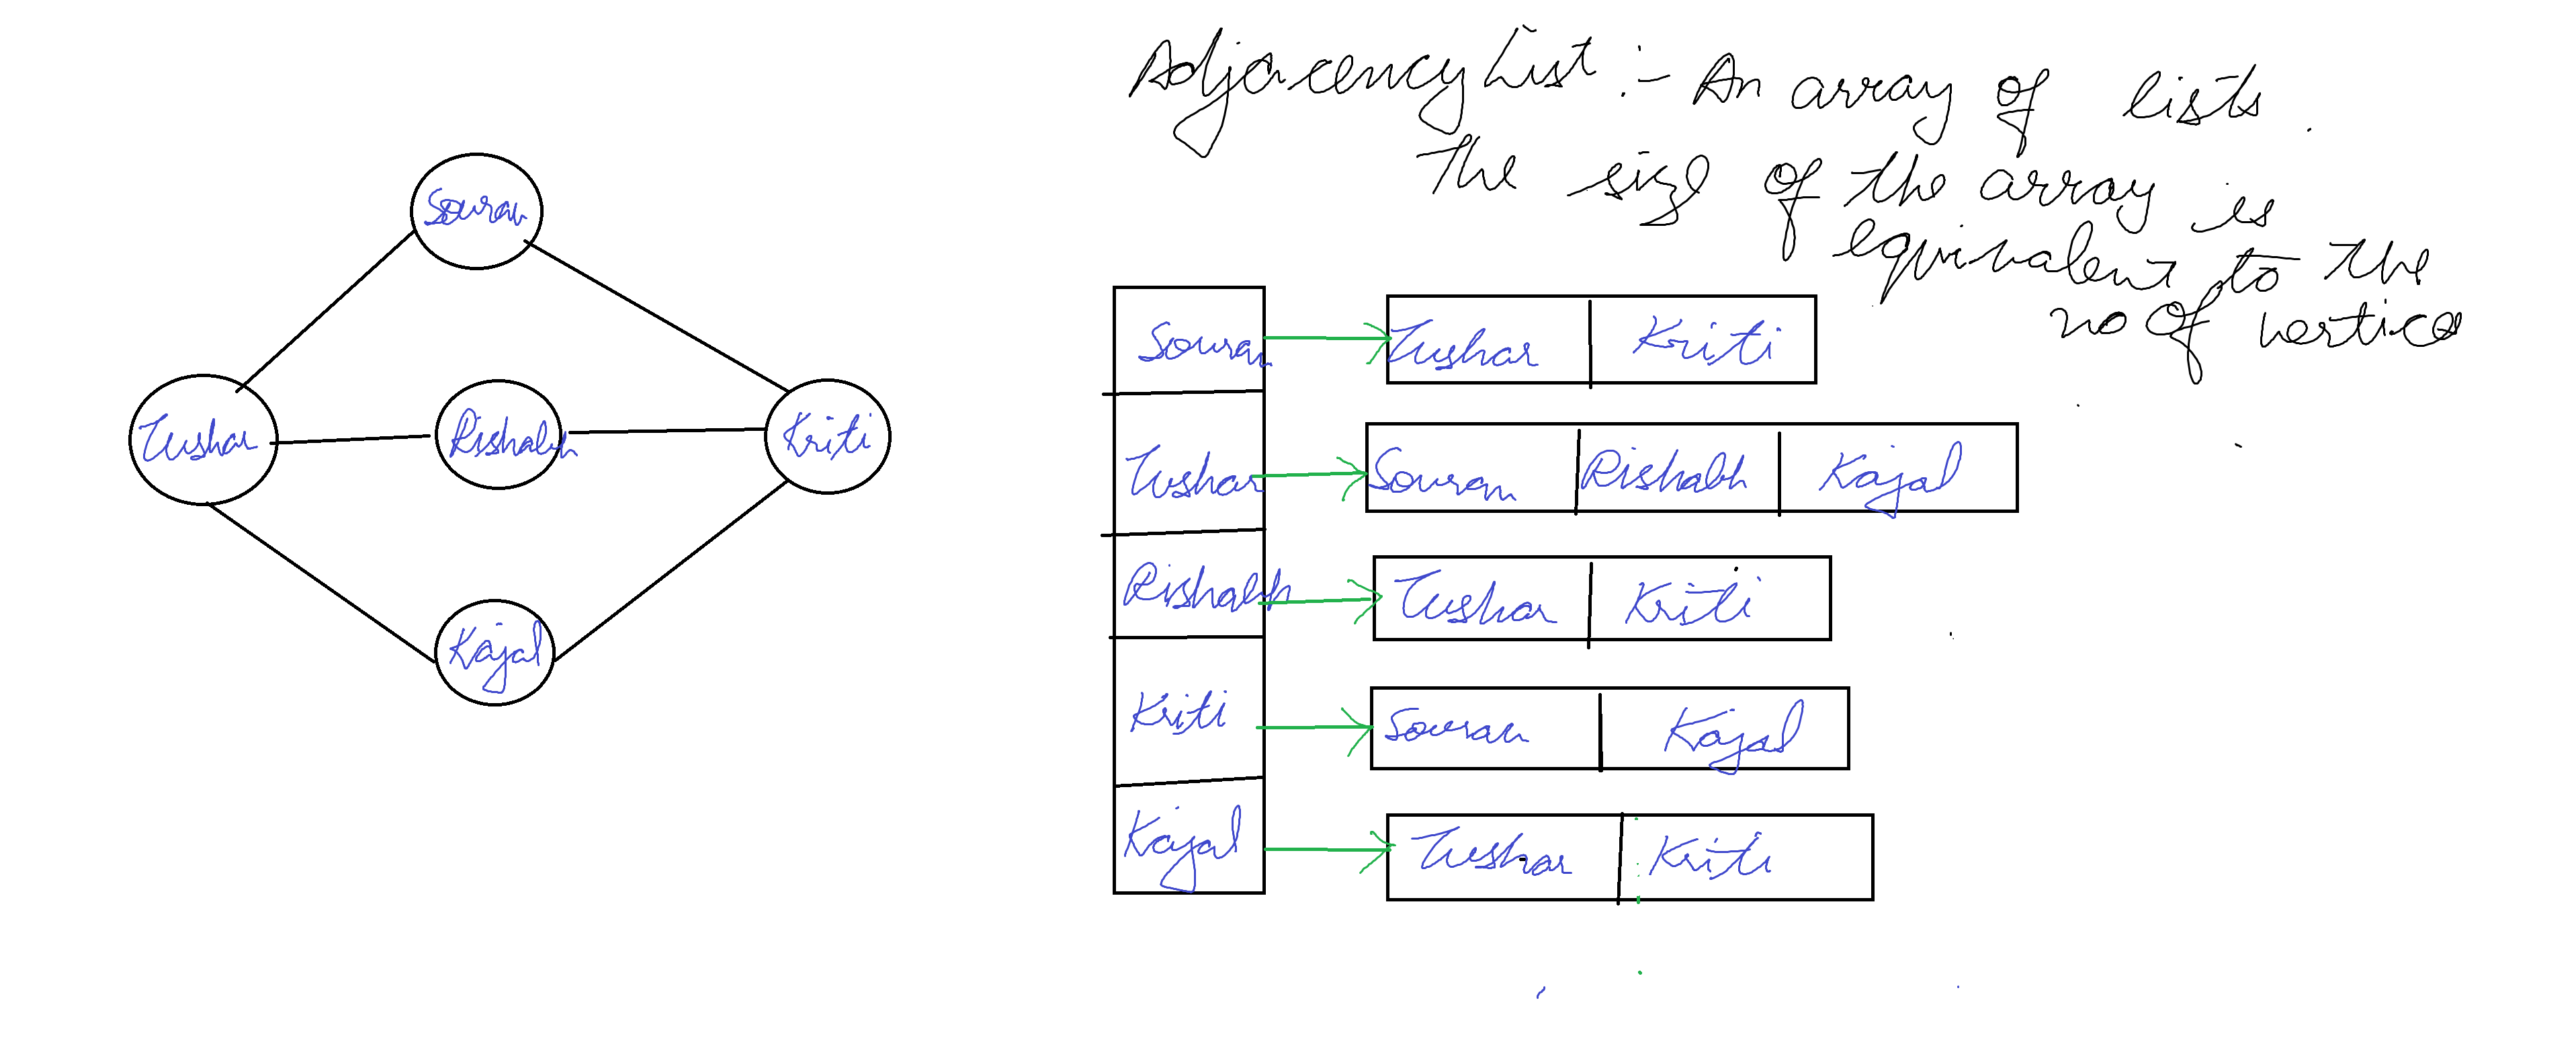 Adjacency List :- An array of lists.
The size of the array is
equivalent to the
no of vertices
Sourav
Tushar
Rishabh
Kriti
Kajal
Sourav
Tushar
Kriti
Tushar
Sourav
Rishabh
Kajal
Rishabh
Tushar
Kriti
Kriti
Sourav
Kajal
Kajal
Tushar
Kriti